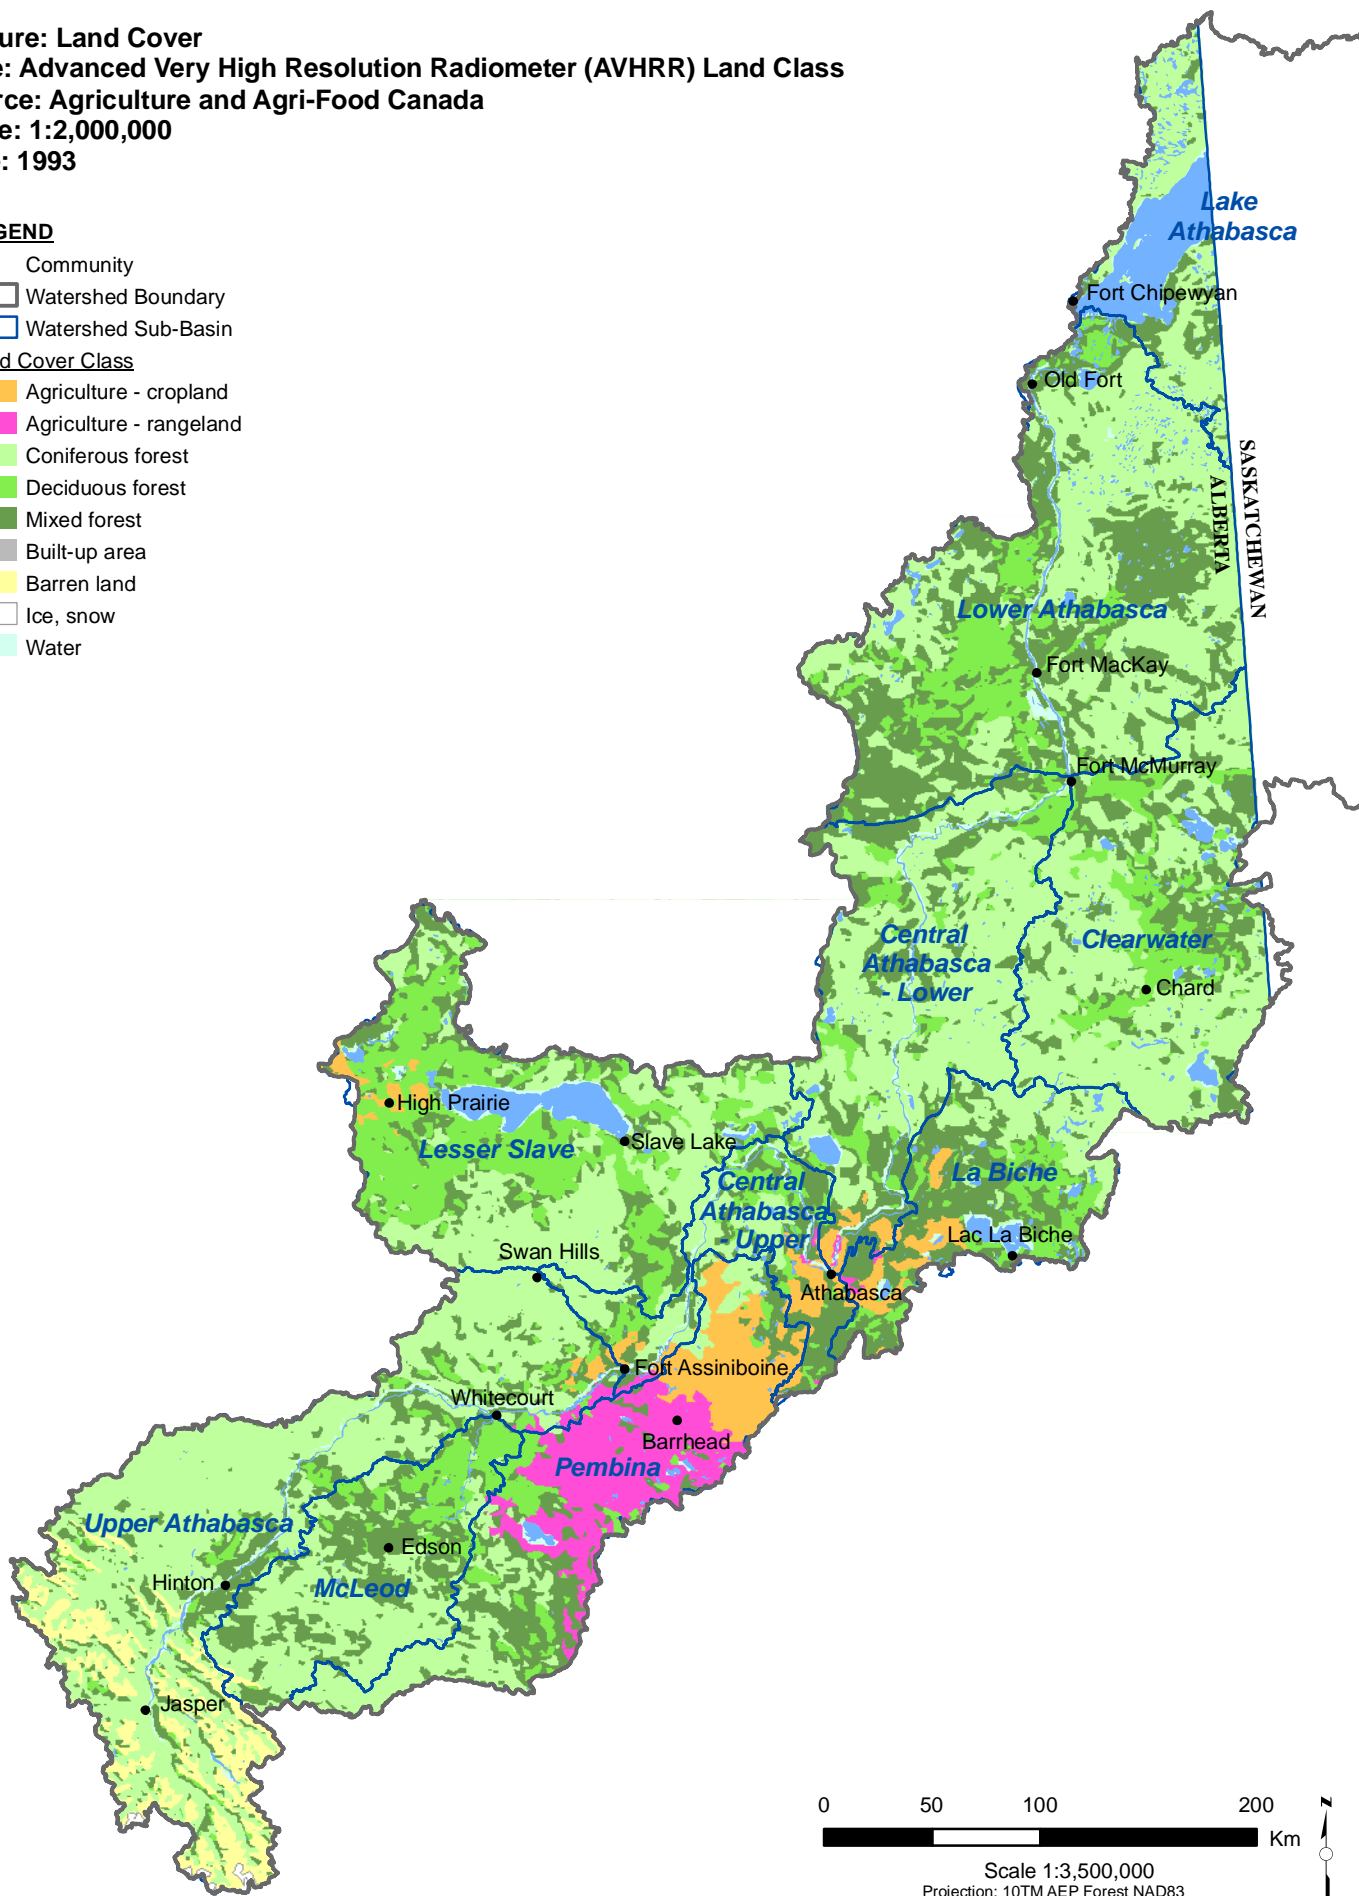 ure: Land Cover
e: Advanced Very High Resolution Radiometer (AVHRR) Land Class
rce: Agriculture and Agri-Food Canada
e: 1:2,000,000
: 1993
GEND
Community
Watershed Boundary
Watershed Sub-Basin
d Cover Class
Agriculture - cropland
Agriculture - rangeland
Coniferous forest
Deciduous forest
Mixed forest
Built-up area
Barren land
Ice, snow
Water
Lake
Athabasca
Fort Chipewyan
Old Fort
SASKATCHEWAN
ALBERTA
Lower Athabasca
Fort MacKay
Fort McMurray
Central
Athabasca
- Lower
Clearwater
Chard
High Prairie
Lesser Slave
Slave Lake
Central
Athabasca
- Upper
La Biche
Lac La Biche
Swan Hills
Athabasca
Fort Assiniboine
Whitecourt
Barrhead
Pembina
Upper Athabasca
Edson
Hinton
McLeod
Jasper
0 50 100 200
Km
N
Scale 1:3,500,000
Projection: 10TM AEP Forest NAD83